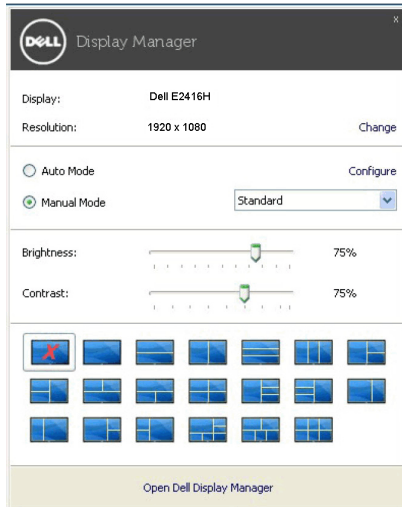 x
DELL Display Manager
Display: Dell E2416H
Resolution: 1920 x 1080 Change
Auto Mode Configure
Manual Mode Standard
Brightness: 75%
Contrast: 75%
Open Dell Display Manager